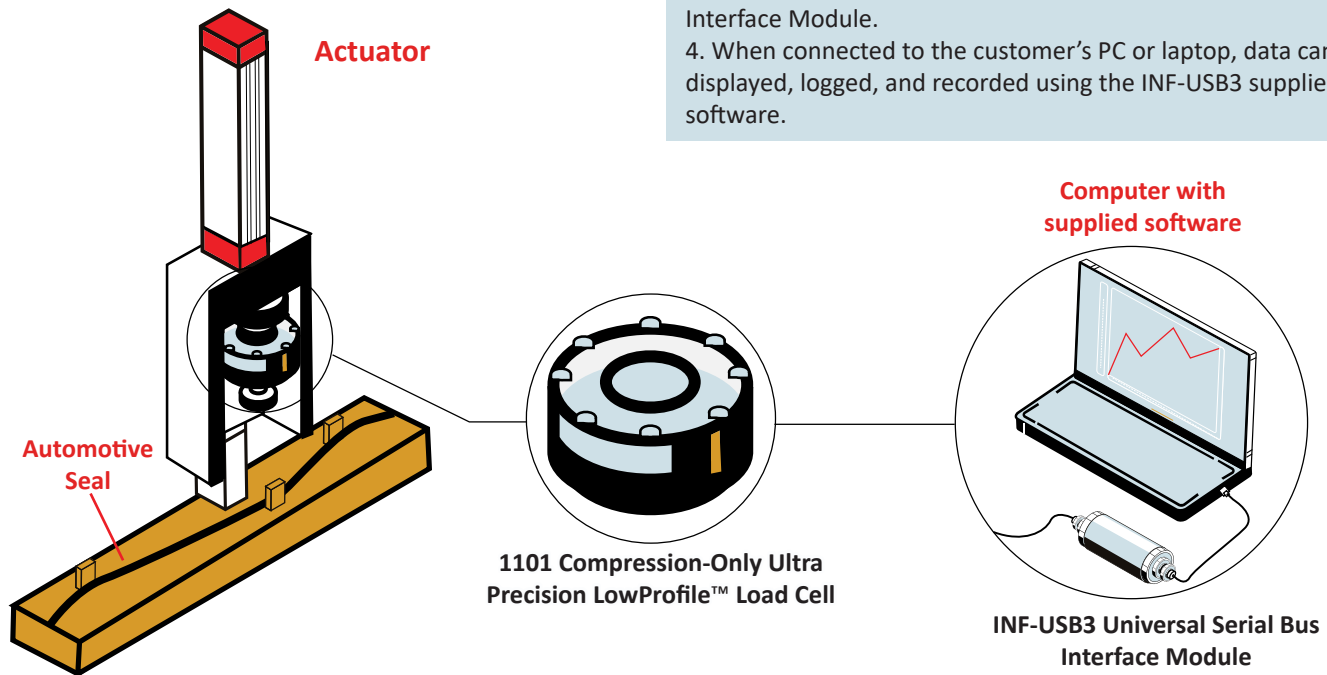 Interface Module.
4. When connected to the customer’s PC or laptop, data can
displayed, logged, and recorded using the INF-USB3 supplie
software.
Actuator
Computer with
supplied software
Automotive
Seal
1101 Compression-Only Ultra
Precision LowProfile™ Load Cell
INF-USB3 Universal Serial Bus
Interface Module